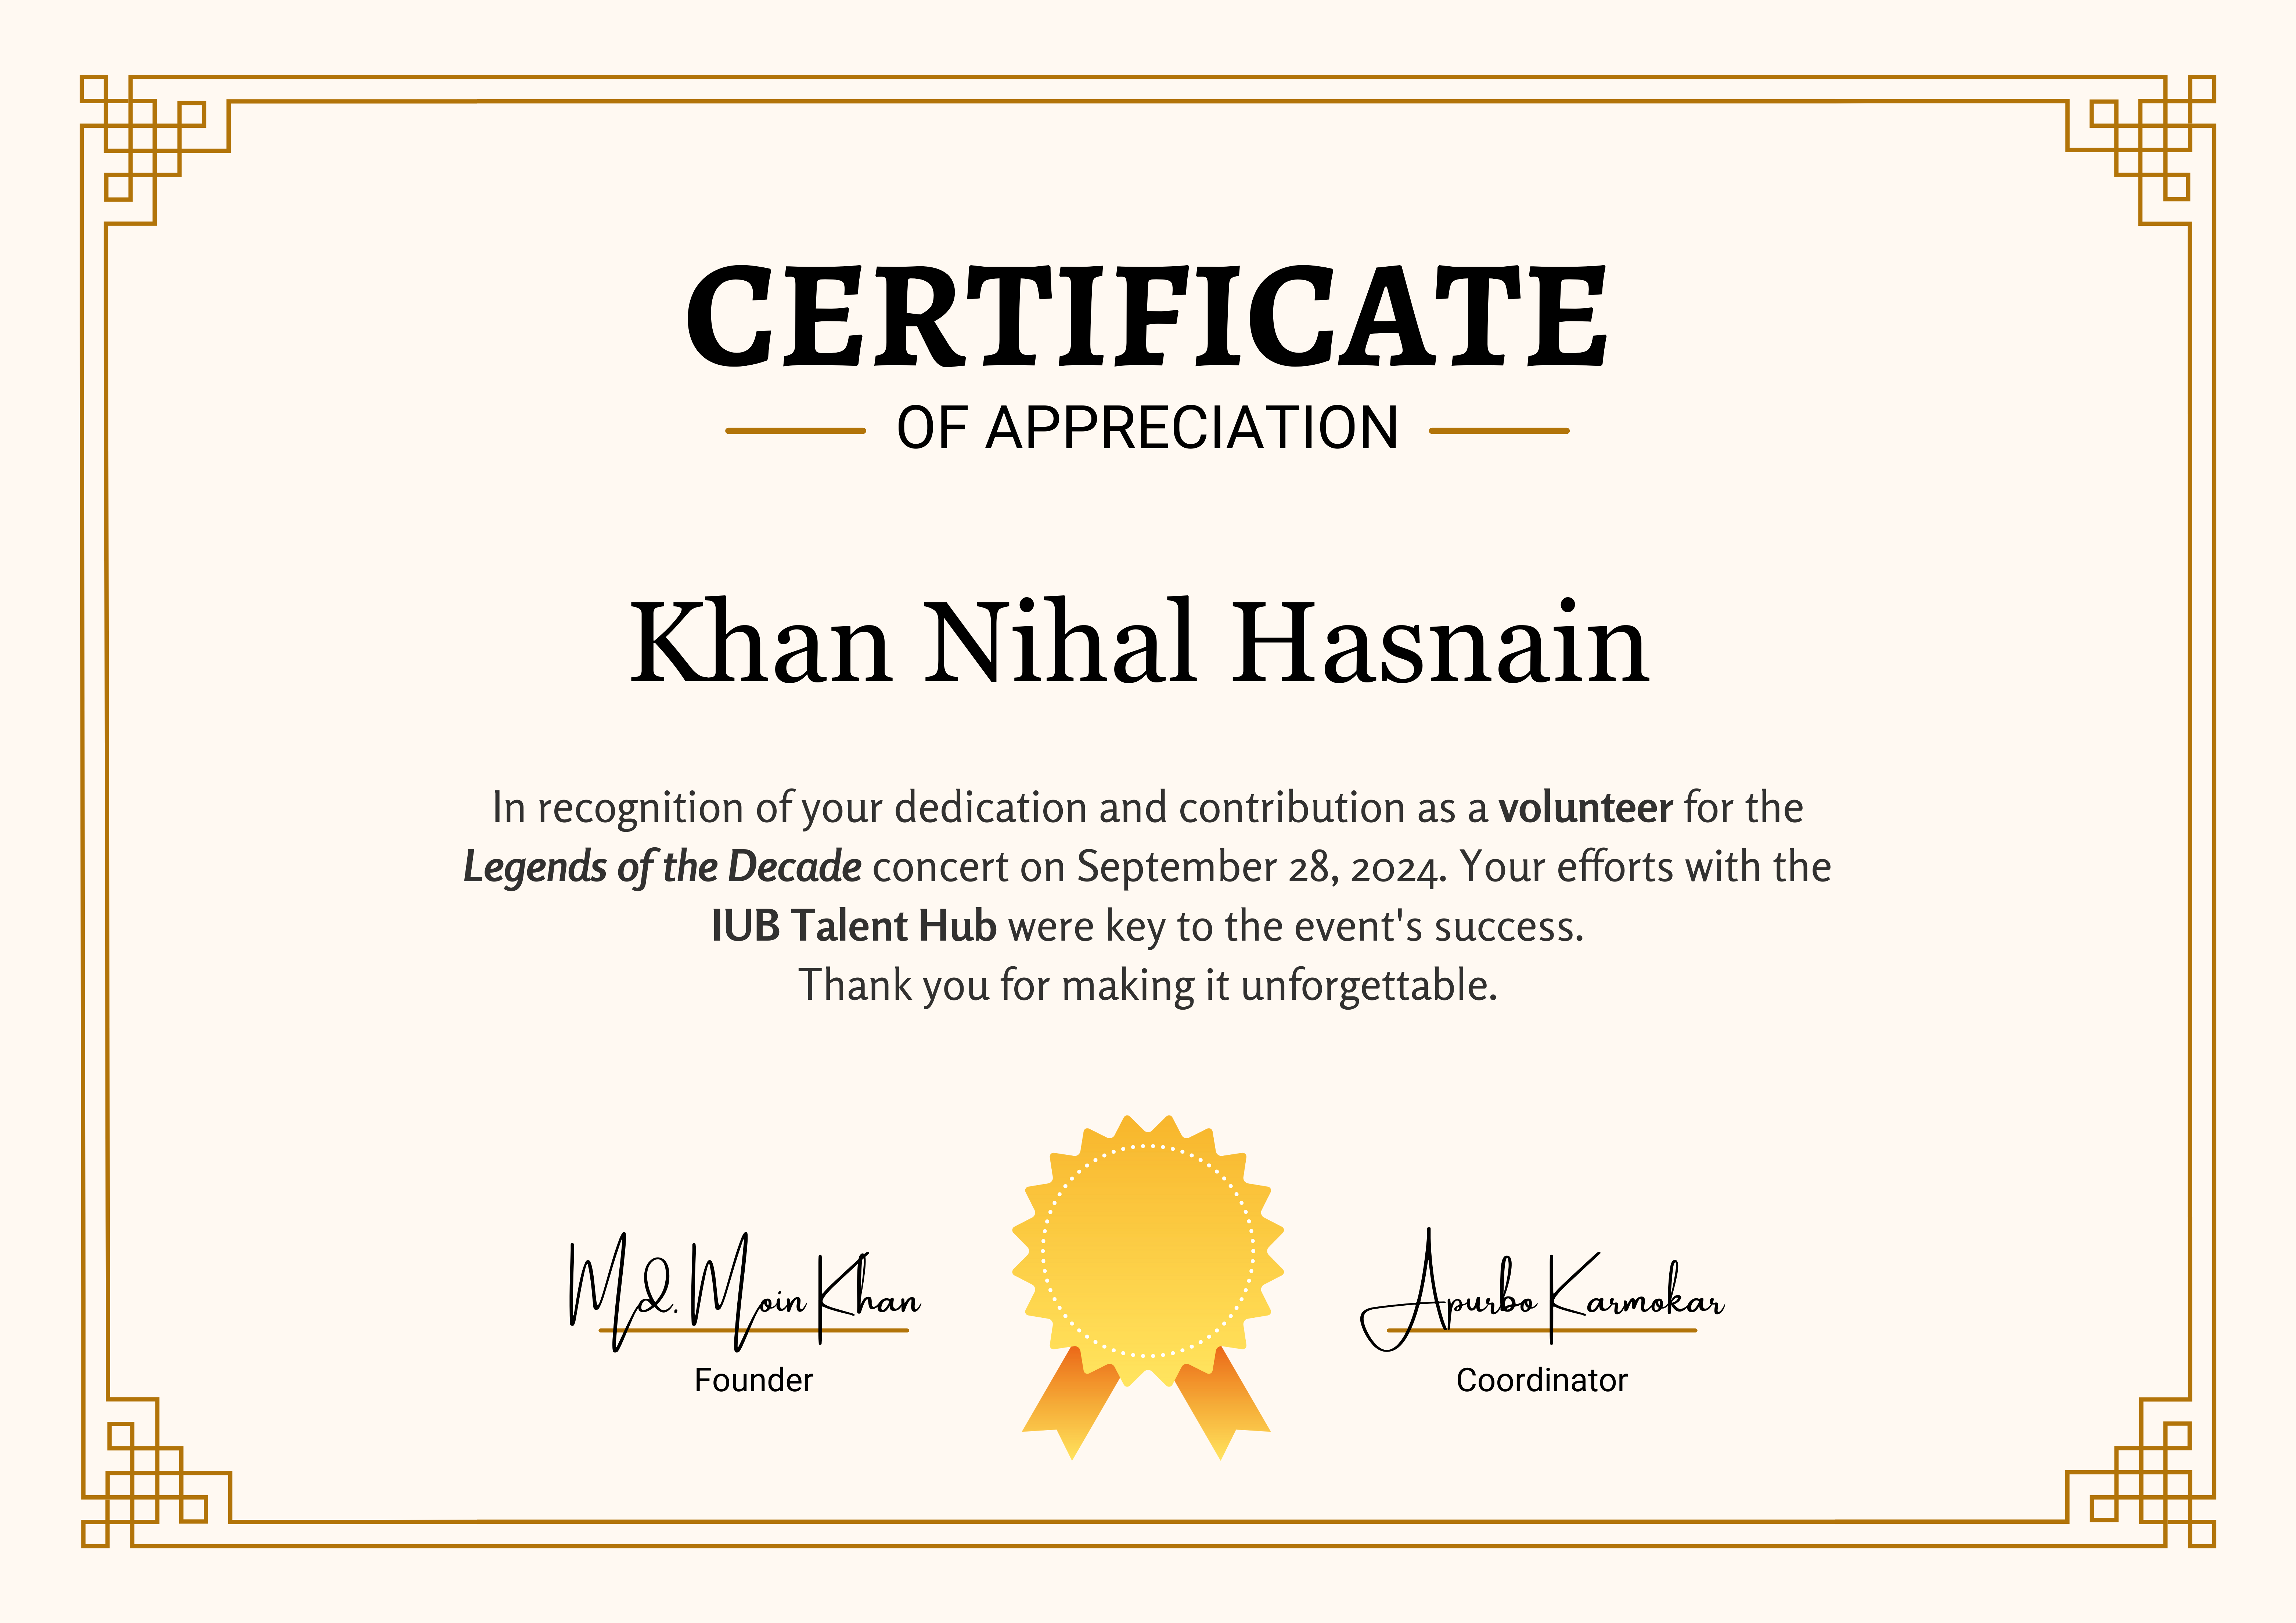 CERTIFICATE
OF APPRECIATION
Khan Nihal Hasnain
In recognition of your dedication and contribution as a volunteer for the
Legends of the Decade concert on September 28, 2024. Your efforts with the
IUB Talent Hub were key to the event's success.
Thank you for making it unforgettable.
Md. Moin Khan
Founder
Apurbo Karmokar
Coordinator